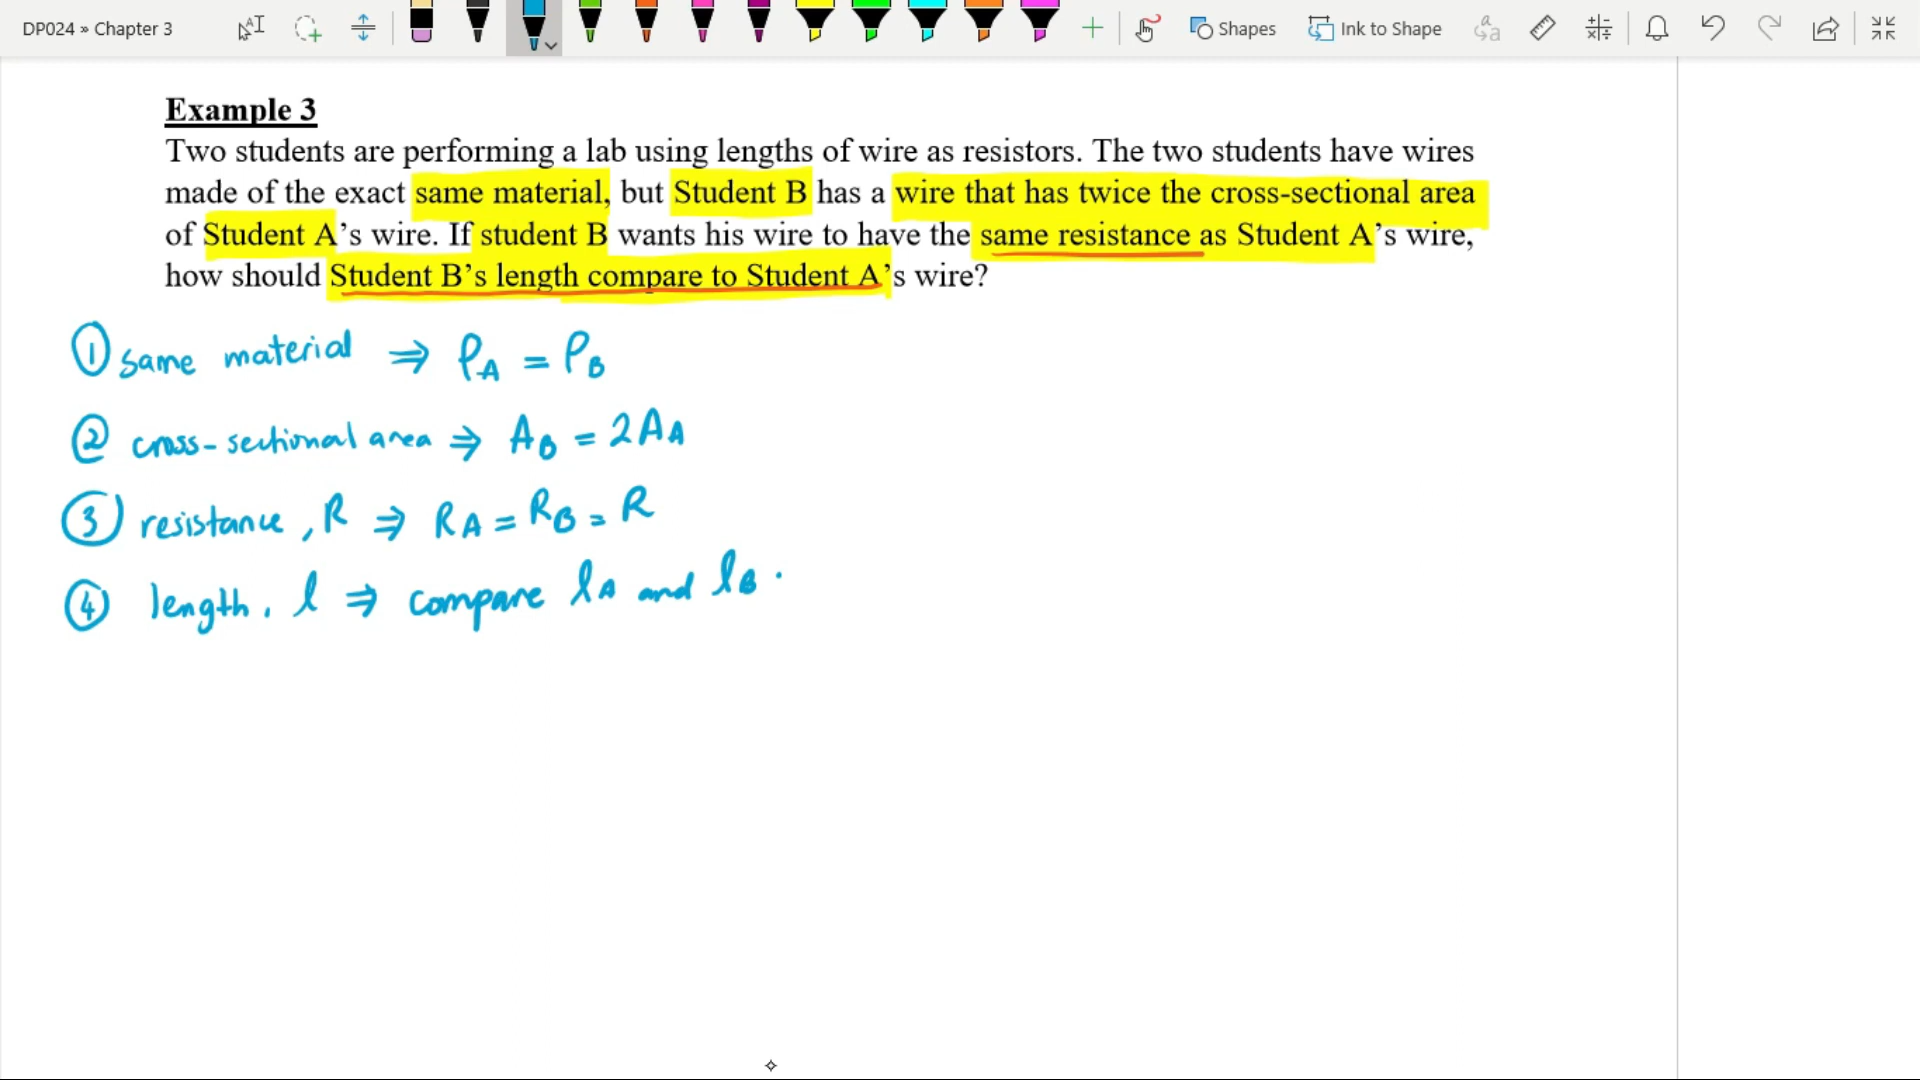 DP024 » Chapter 3
Shapes
Ink to Shape
Example 3
Two students are performing a lab using lengths of wire as resistors. The two students have wires
made of the exact same material, but Student B has a wire that has twice the cross-sectional area
of Student A’s wire. If student B wants his wire to have the same resistance as Student A’s wire,
how should Student B’s length compare to Student A’s wire?
① same material ⇒ ρA = ρB
② cross-sectional area ⇒ AB = 2AA
③ resistance, R ⇒ RA = RB = R
④ length, l ⇒ compare lA and lB.